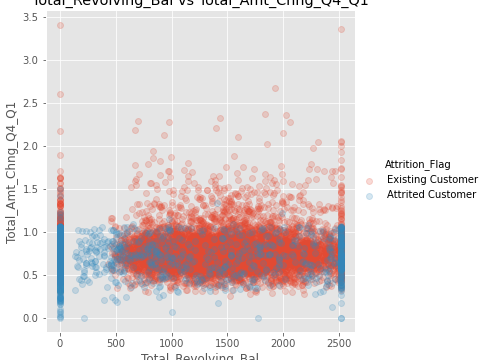 Total_Revolving_Bal vs Total_Amt_Chng_Q4_Q1
3.5
3.0
2.5
2.0
1.5
1.0
0.5
0.0
Total_Amt_Chng_Q4_Q1
0 500 1000 1500 2000 2500
Total_Revolving_Bal
Attrition_Flag
Existing Customer
Attrited Customer